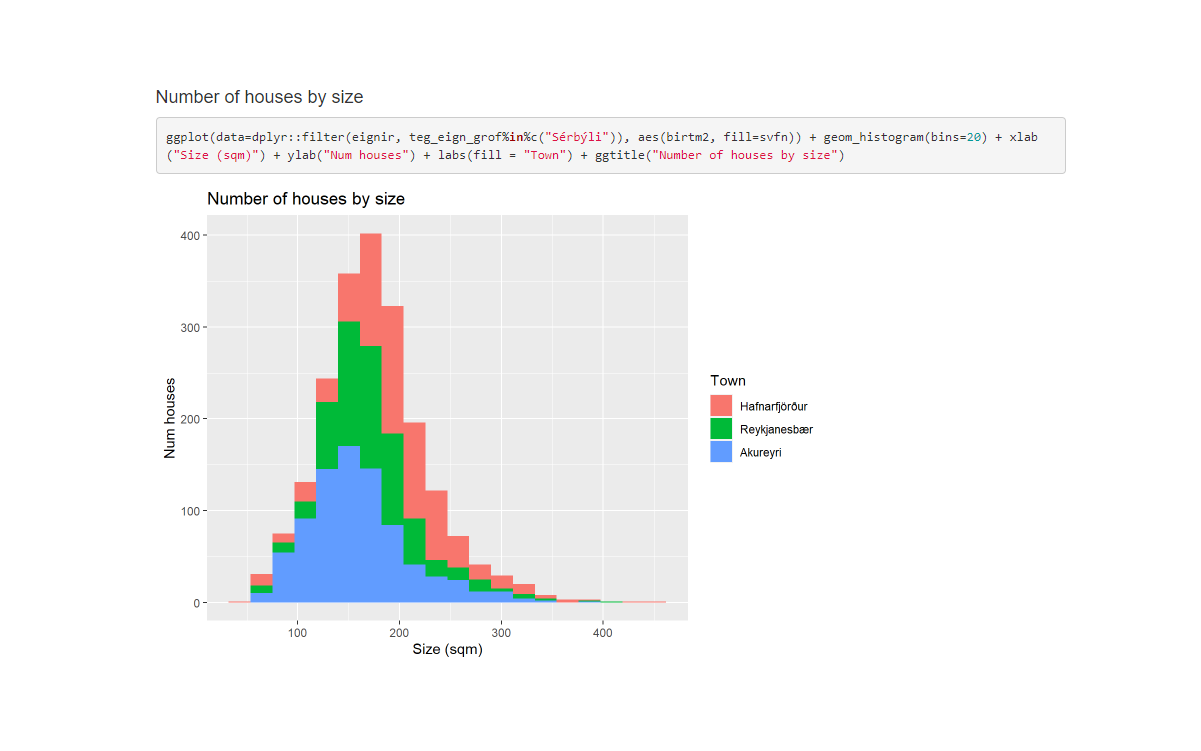 Number of houses by size
ggplot(data=dplyr::filter(eignir, teg_eign_grof%in%c("Sérbýli")), aes(birtm2, fill=svfn)) + geom_histogram(bins=20) + xlab
("Size (sqm)") + ylab("Num houses") + labs(fill = "Town") + ggtitle("Number of houses by size")
Number of houses by size
400
300
200
100
0
Num houses
100 200 300 400
Size (sqm)
Town
Hafnarfjörður
Reykjanesbær
Akureyri